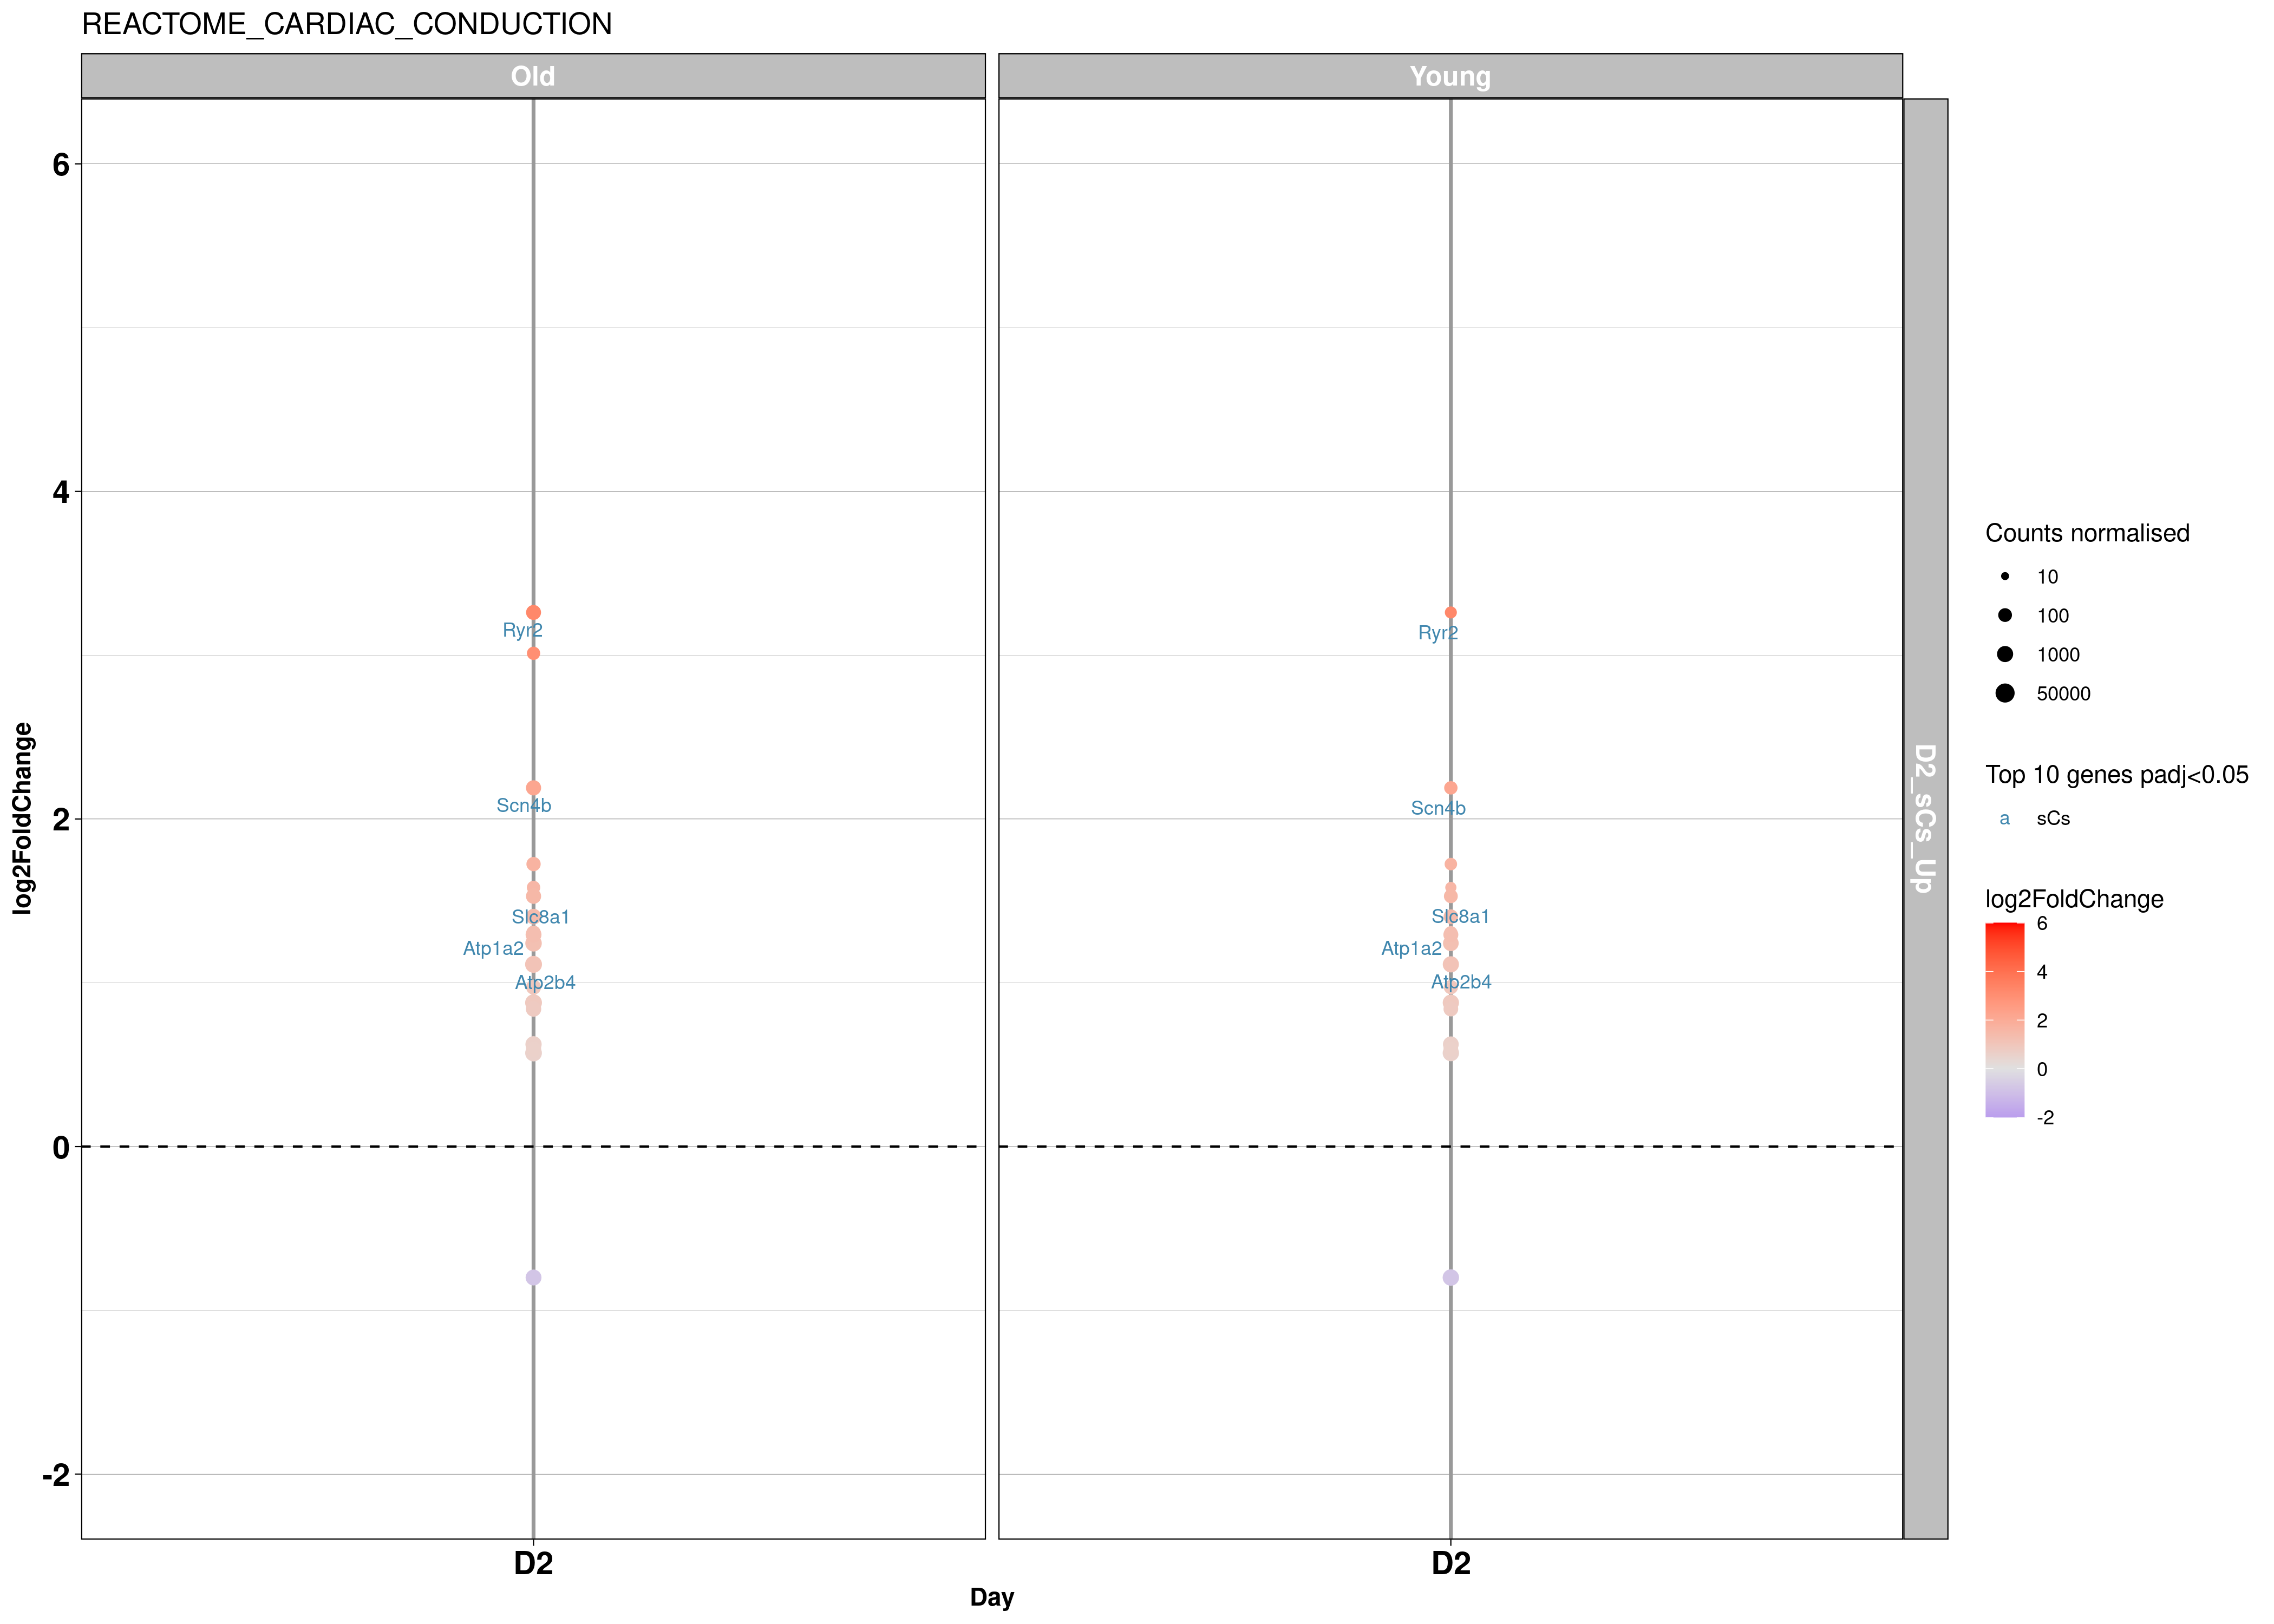 REACTOME_CARDIAC_CONDUCTION
Old
Young
6
4
2
0
-2
log2FoldChange
Ryr2
Scn4b
Slc8a1
Atp1a2
Atp2b4
Ryr2
Scn4b
Slc8a1
Atp1a2
Atp2b4
D2_sCs_Up
D2
D2
Day
Counts normalised
10
100
1000
50000
Top 10 genes padj<0.05
a sCs
log2FoldChange
6
4
2
0
-2